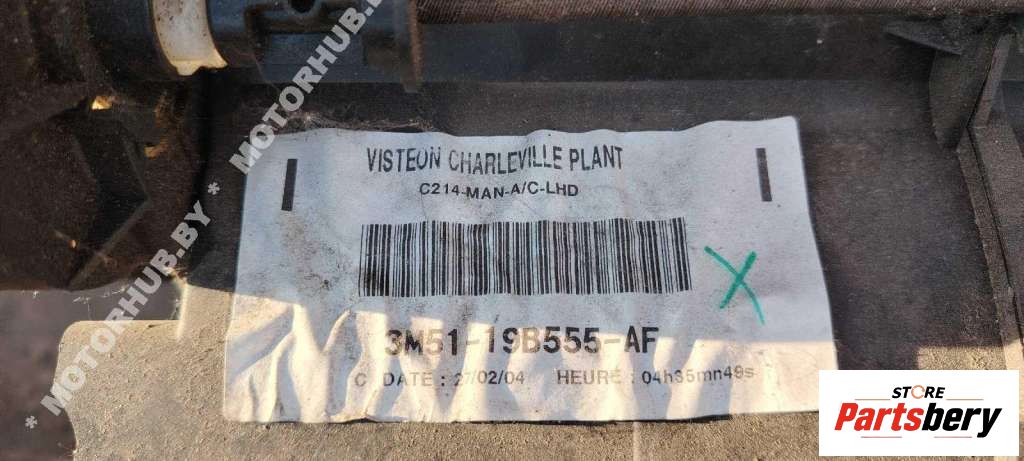 * MOTORHUB.BY * MOTORHUB.BY *
VISTEON CHARLEVILLE PLANT
C214-MAN-A/C-LHD
X
3M51-19B555-AF
C DATE : 27/02/04 HEURE : 04h35mn49s
STORE
Partsbery